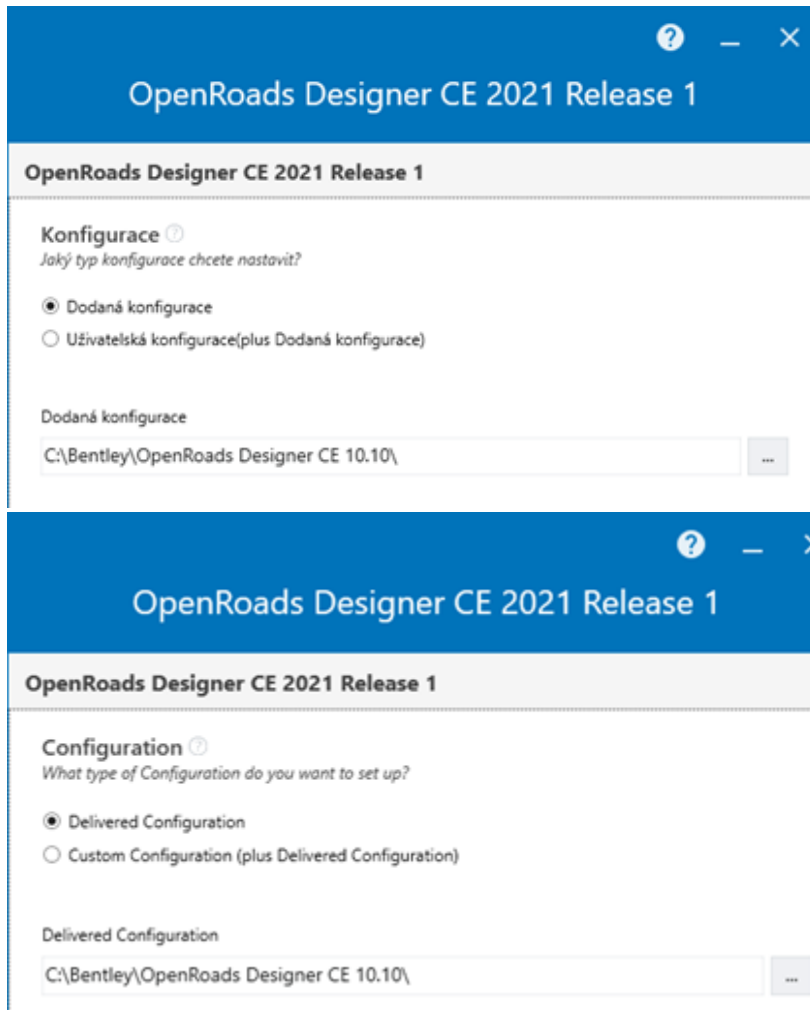 OpenRoads Designer CE 2021 Release 1
OpenRoads Designer CE 2021 Release 1
Konfigurace
Jaký typ konfigurace chcete nastavit?
Dodaná konfigurace
Uživatelská konfigurace(plus Dodaná konfigurace)
Dodaná konfigurace
C:\Bentley\OpenRoads Designer CE 10.10\
...
OpenRoads Designer CE 2021 Release 1
OpenRoads Designer CE 2021 Release 1
Configuration
What type of Configuration do you want to set up?
Delivered Configuration
Custom Configuration (plus Delivered Configuration)
Delivered Configuration
C:\Bentley\OpenRoads Designer CE 10.10\
...